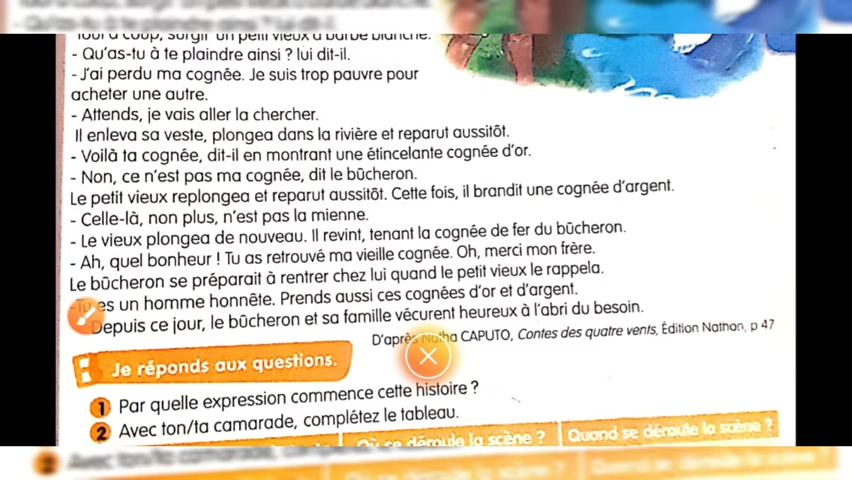 Tout à coup, surgit un petit vieux à barbe blanche.
- Qu'as-tu à te plaindre ainsi ? lui dit-il.
- J'ai perdu ma cognée. Je suis trop pauvre pour
acheter une autre.
- Attends, je vais aller la chercher.
Il enleva sa veste, plongea dans la rivière et reparut aussitôt.
- Voilà ta cognée, dit-il en montrant une étincelante cognée d'or.
- Non, ce n'est pas ma cognée, dit le bûcheron.
Le petit vieux replongea et reparut aussitôt. Cette fois, il brandit une cognée d'argent.
- Celle-là, non plus, n'est pas la mienne.
- Le vieux plongea de nouveau. Il revint, tenant la cognée de fer du bûcheron.
- Ah, quel bonheur ! Tu as retrouvé ma vieille cognée. Oh, merci mon frère.
Le bûcheron se préparait à rentrer chez lui quand le petit vieux le rappela.
-Tu es un homme honnête. Prends aussi ces cognées d'or et d'argent.
Depuis ce jour, le bûcheron et sa famille vécurent heureux à l'abri du besoin.
D'après Natha CAPUTO, Contes des quatre vents, Édition Nathan, p 47
Je réponds aux questions.
1 Par quelle expression commence cette histoire ?
2 Avec ton/ta camarade, complétez le tableau.
Où se déroule la scène ? Quand se déroule la scène ?